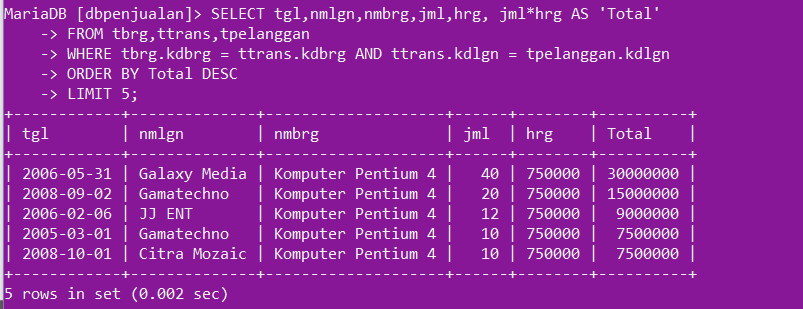 MariaDB [dbpenjualan]> SELECT tgl,nmlgn,nmbrg,jml,hrg, jml*hrg AS 'Total'
    -> FROM tbrg,ttrans,tpelanggan
    -> WHERE tbrg.kdbrg = ttrans.kdbrg AND ttrans.kdlgn = tpelanggan.kdlgn
    -> ORDER BY Total DESC
    -> LIMIT 5;
+------------+--------------+--------------------+------+--------+----------+
| tgl        | nmlgn        | nmbrg              | jml  | hrg    | Total    |
+------------+--------------+--------------------+------+--------+----------+
| 2006-05-31 | Galaxy Media | Komputer Pentium 4 |   40 | 750000 | 30000000 |
| 2008-09-02 | Gamatechno   | Komputer Pentium 4 |   20 | 750000 | 15000000 |
| 2006-02-06 | JJ ENT       | Komputer Pentium 4 |   12 | 750000 |  9000000 |
| 2005-03-01 | Gamatechno   | Komputer Pentium 4 |   10 | 750000 |  7500000 |
| 2008-10-01 | Citra Mozaic | Komputer Pentium 4 |   10 | 750000 |  7500000 |
+------------+--------------+--------------------+------+--------+----------+
5 rows in set (0.002 sec)